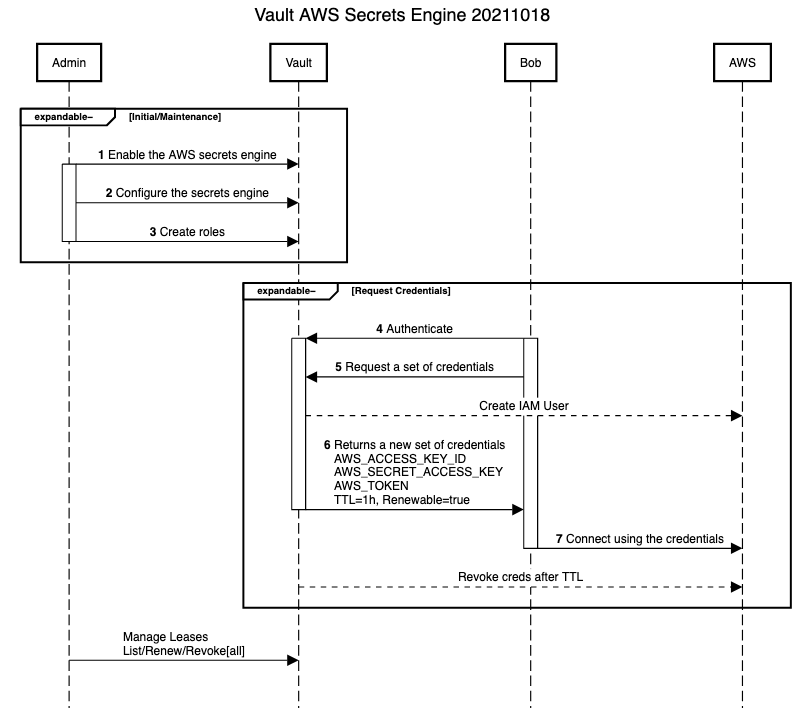 Vault AWS Secrets Engine 20211018
Admin
Vault
Bob
AWS
expandable– [Initial/Maintenance]
1 Enable the AWS secrets engine
2 Configure the secrets engine
3 Create roles
expandable– [Request Credentials]
4 Authenticate
5 Request a set of credentials
Create IAM User
6 Returns a new set of credentials
AWS_ACCESS_KEY_ID
AWS_SECRET_ACCESS_KEY
AWS_TOKEN
TTL=1h, Renewable=true
7 Connect using the credentials
Revoke creds after TTL
Manage Leases
List/Renew/Revoke[all]